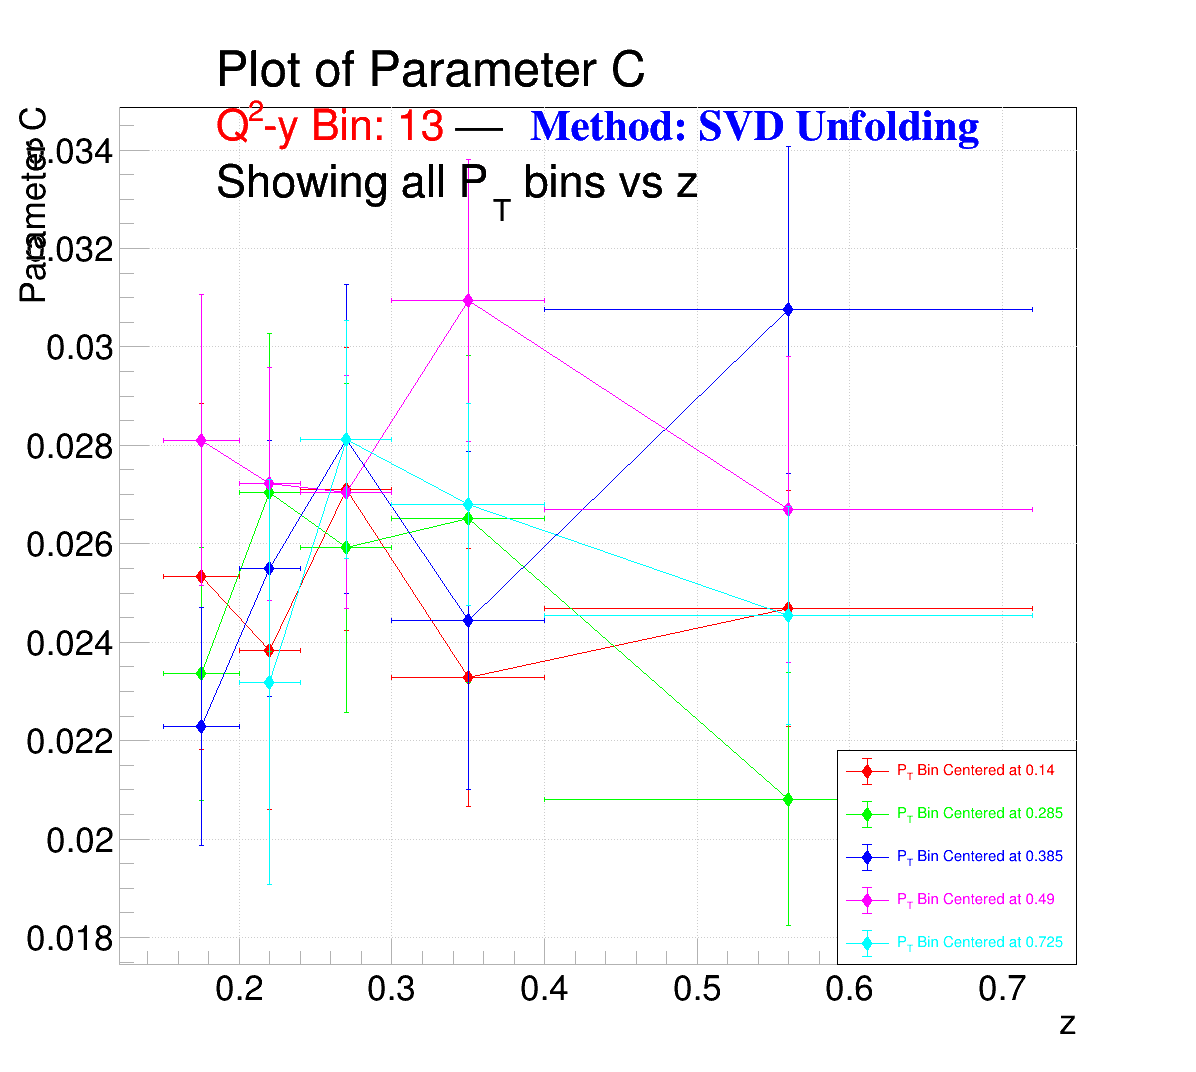 Plot of Parameter C
Q2-y Bin: 13 — Method: SVD Unfolding
Showing all PT bins vs z
Parameter C
0.034
0.032
0.03
0.028
0.026
0.024
0.022
0.02
0.018
PT Bin Centered at 0.14
PT Bin Centered at 0.285
PT Bin Centered at 0.385
PT Bin Centered at 0.49
PT Bin Centered at 0.725
0.2 0.3 0.4 0.5 0.6 0.7
z